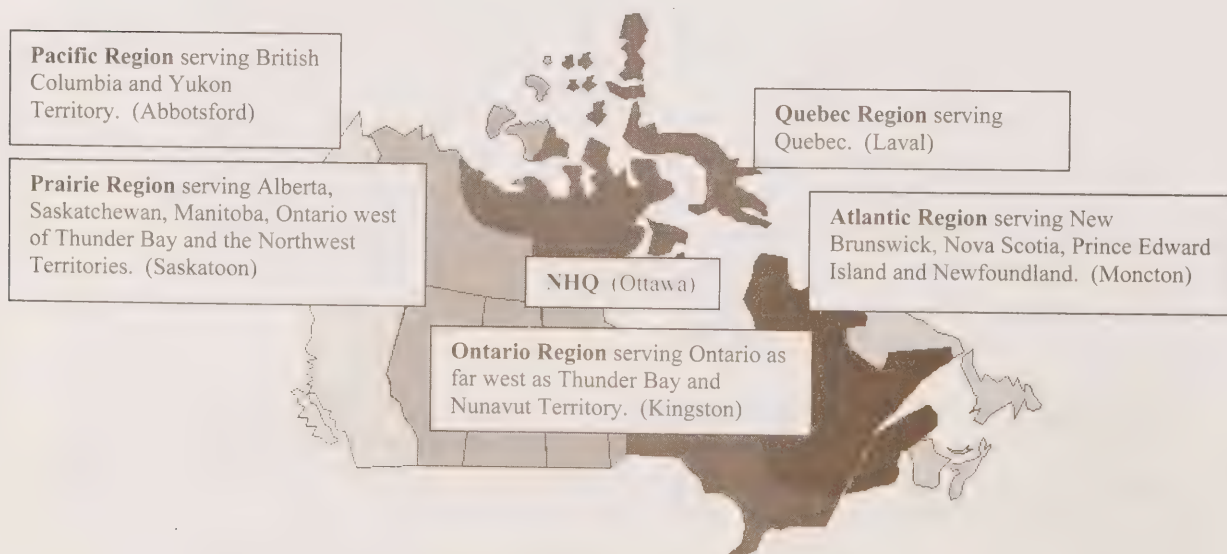 Pacific Region serving British
Columbia and Yukon
Territory. (Abbotsford)
Prairie Region serving Alberta,
Saskatchewan, Manitoba, Ontario west
of Thunder Bay and the Northwest
Territories. (Saskatoon)
Quebec Region serving
Quebec. (Laval)
Atlantic Region serving New
Brunswick, Nova Scotia, Prince Edward
Island and Newfoundland. (Moncton)
NHQ (Ottawa)
Ontario Region serving Ontario as
far west as Thunder Bay and
Nunavut Territory. (Kingston)